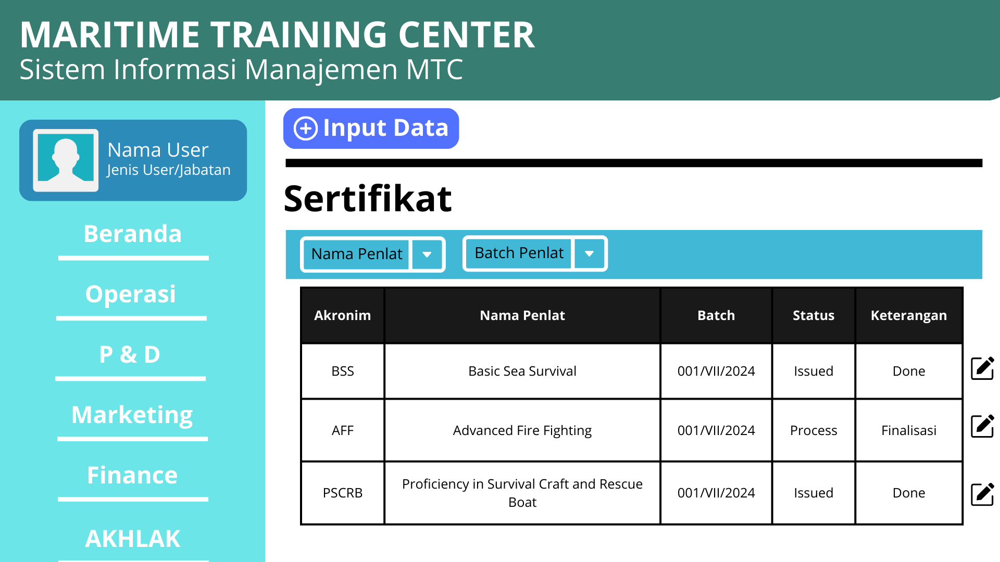 MARITIME TRAINING CENTER
Sistem Informasi Manajemen MTC
Nama User
Jenis User/Jabatan
Beranda
Operasi
P & D
Marketing
Finance
AKHLAK
Input Data
Sertifikat
Nama Penlat
Batch Penlat
Akronim Nama Penlat Batch Status Keterangan
BSS Basic Sea Survival 001/VII/2024 Issued Done
AFF Advanced Fire Fighting 001/VII/2024 Process Finalisasi
PSCRB Proficiency in Survival Craft and Rescue
Boat 001/VII/2024 Issued Done